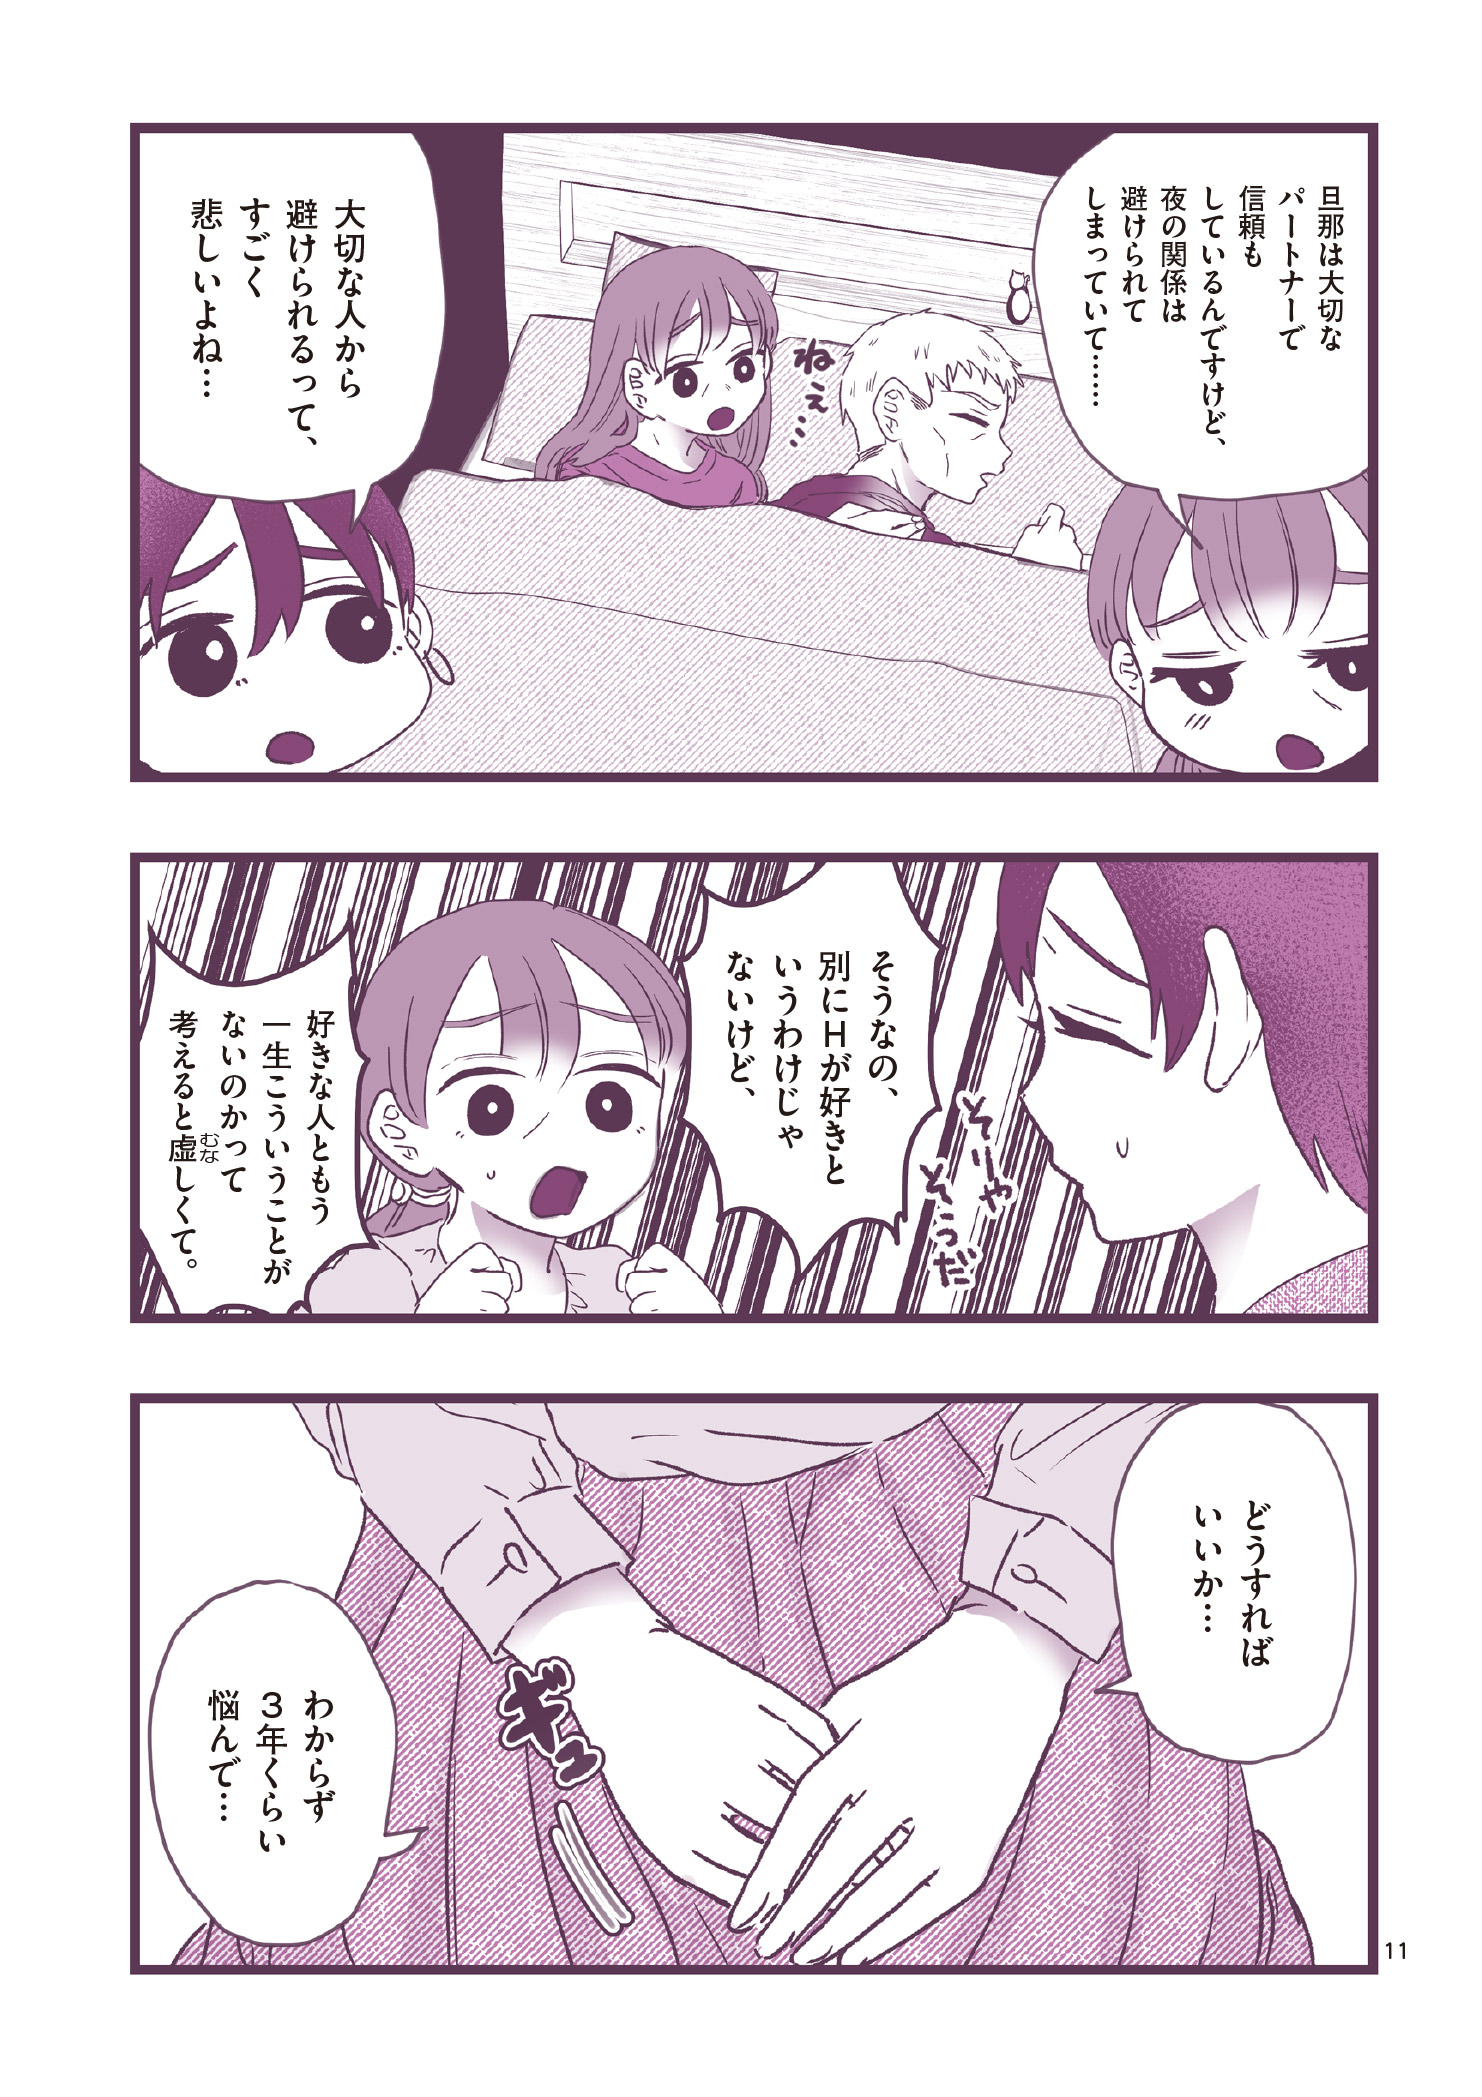 旦那は大切な
パートナーで
信頼も
しているんですけど、
夜の関係は
避けられて
しまっていて……
ねぇ…
大切な人から
避けられるって、
すごく
悲しいよね…
そりゃ
そうだ
そうなの、
別にHが好きと
いうわけじゃ
ないけど、
好きな人ともう
一生こういうことが
ないのかって
考えると虚しくて。
むな
どうすれば
いいか…
ギュ
わからず
3年くらい
悩んで…
11